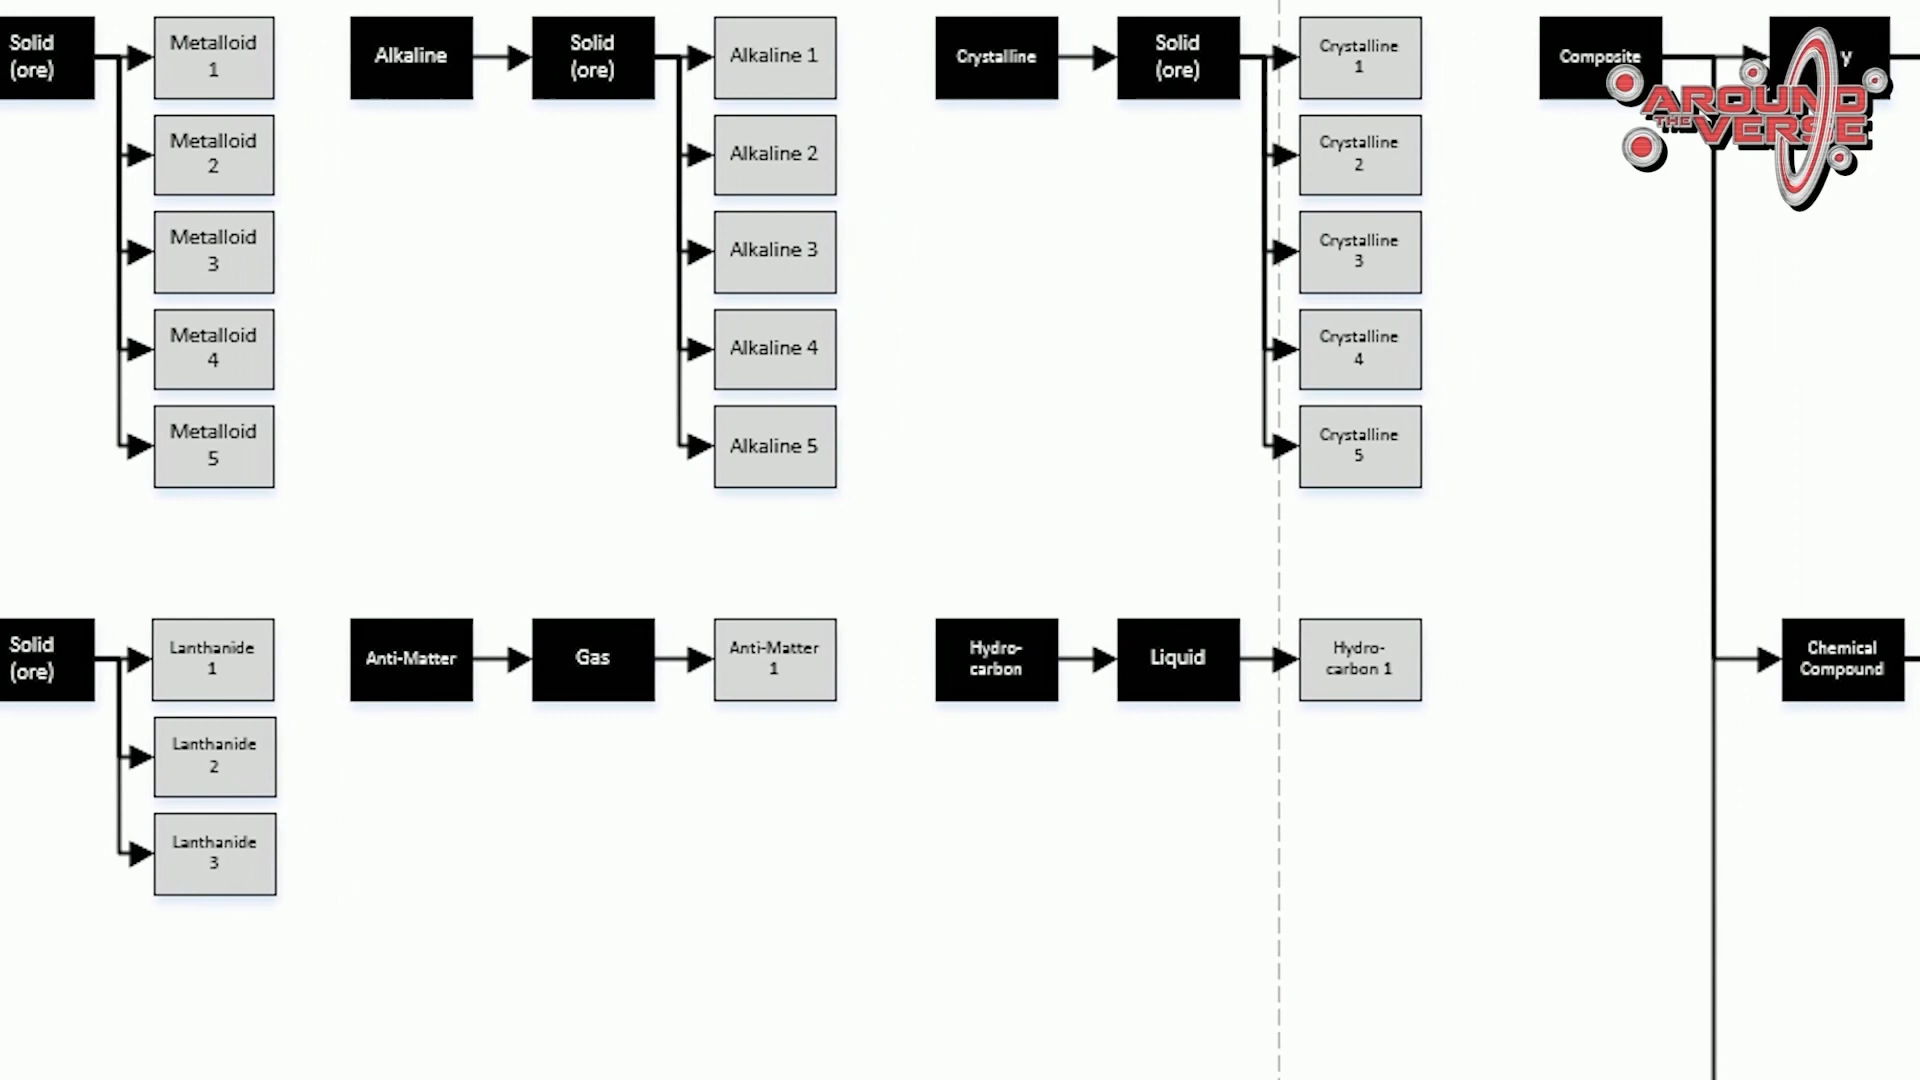 Solid
(ore)
Metalloid
1
Metalloid
2
Metalloid
3
Metalloid
4
Metalloid
5
Alkaline
Solid
(ore)
Alkaline 1
Alkaline 2
Alkaline 3
Alkaline 4
Alkaline 5
Crystalline
Solid
(ore)
Crystalline
1
Crystalline
2
Crystalline
3
Crystalline
4
Crystalline
5
Composite
y
AROUND
THE VERSE
Solid
(ore)
Lanthanide
1
Lanthanide
2
Lanthanide
3
Anti-Matter
Gas
Anti-Matter
1
Hydro-
carbon
Liquid
Hydro-
carbon 1
Chemical
Compound